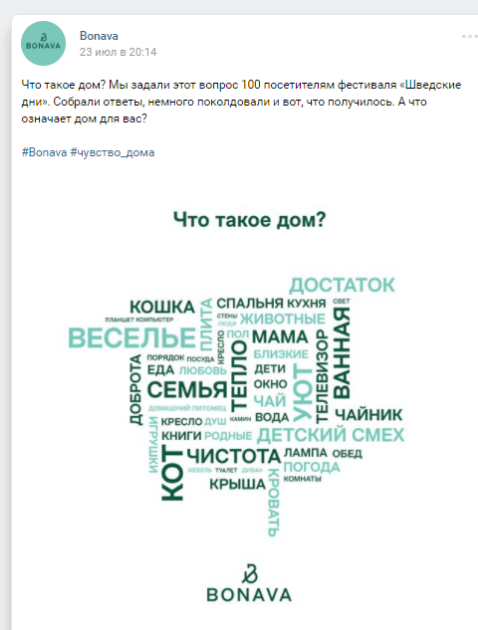 BONAVA
Bonava
23 июл в 20:14
Что такое дом? Мы задали этот вопрос 100 посетителям фестиваля «Шведские
дни». Собрали ответы, немного поколдовали и вот, что получилось. А что
означает дом для вас?
#Bonava #чувство_дома
Что такое дом?
ДОСТАТОК
КОШКА
ПЛИТА
СПАЛЬНЯ КУХНЯ СВЕТ
ПЛАНШЕТ КОМПЬЮТЕР
СТЕНЫ
ЛЮДИ
ЖИВОТНЫЕ
ВАННАЯ
ВЕСЕЛЬЕ
КРЕСЛО
ПОЛ
МАМА
ТЕЛЕВИЗОР
ДОБРОТА
ПОРЯДОК ПОСУДА
ТЕПЛО
БЛИЗКИЕ
ЕДА ЛЮБОВЬ
ДЕТИ
УЮТ
СЕМЬЯ
ОКНО
ЧАЙ
ДОМАШНИЙ ПИТОМЕЦ
ИГРУШКИ
КРЕСЛО ДУШ
КАМИН
ВОДА
ЧАЙНИК
КНИГИ РОДНЫЕ
ДЕТСКИЙ СМЕХ
КОТ
ЧИСТОТА
ЛАМПА ОБЕД
МЕБЕЛЬ ТУАЛЕТ ДИВАН
КРОВАТЬ
ПОГОДА
КРЫША
КОМНАТЫ
BONAVA